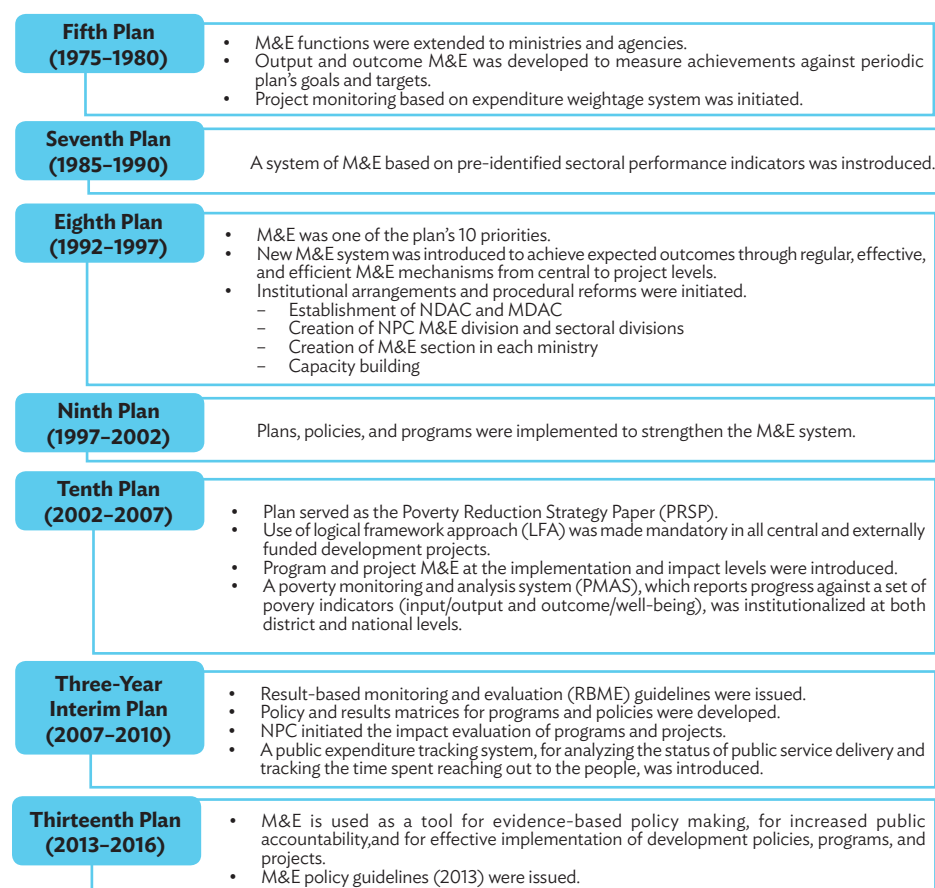 Fifth Plan
(1975–1980)
• M&E functions were extended to ministries and agencies.
• Output and outcome M&E was developed to measure achievements against periodic
plan's goals and targets.
• Project monitoring based on expenditure weightage system was initiated.
Seventh Plan
(1985–1990)
A system of M&E based on pre-identified sectoral performance indicators was instroduced.
Eighth Plan
(1992–1997)
• M&E was one of the plan's 10 priorities.
• New M&E system was introduced to achieve expected outcomes through regular, effective,
and efficient M&E mechanisms from central to project levels.
• Institutional arrangements and procedural reforms were initiated.
– Establishment of NDAC and MDAC
– Creation of NPC M&E division and sectoral divisions
– Creation of M&E section in each ministry
– Capacity building
Ninth Plan
(1997–2002)
Plans, policies, and programs were implemented to strengthen the M&E system.
Tenth Plan
(2002–2007)
• Plan served as the Poverty Reduction Strategy Paper (PRSP).
• Use of logical framework approach (LFA) was made mandatory in all central and externally
funded development projects.
• Program and project M&E at the implementation and impact levels were introduced.
• A poverty monitoring and analysis system (PMAS), which reports progress against a set of
povery indicators (input/output and outcome/well-being), was institutionalized at both
district and national levels.
Three-Year
Interim Plan
(2007–2010)
• Result-based monitoring and evaluation (RBME) guidelines were issued.
• Policy and results matrices for programs and policies were developed.
• NPC initiated the impact evaluation of programs and projects.
• A public expenditure tracking system, for analyzing the status of public service delivery and
tracking the time spent reaching out to the people, was introduced.
Thirteenth Plan
(2013–2016)
• M&E is used as a tool for evidence-based policy making, for increased public
accountability,and for effective implementation of development policies, programs, and
projects.
• M&E policy guidelines (2013) were issued.